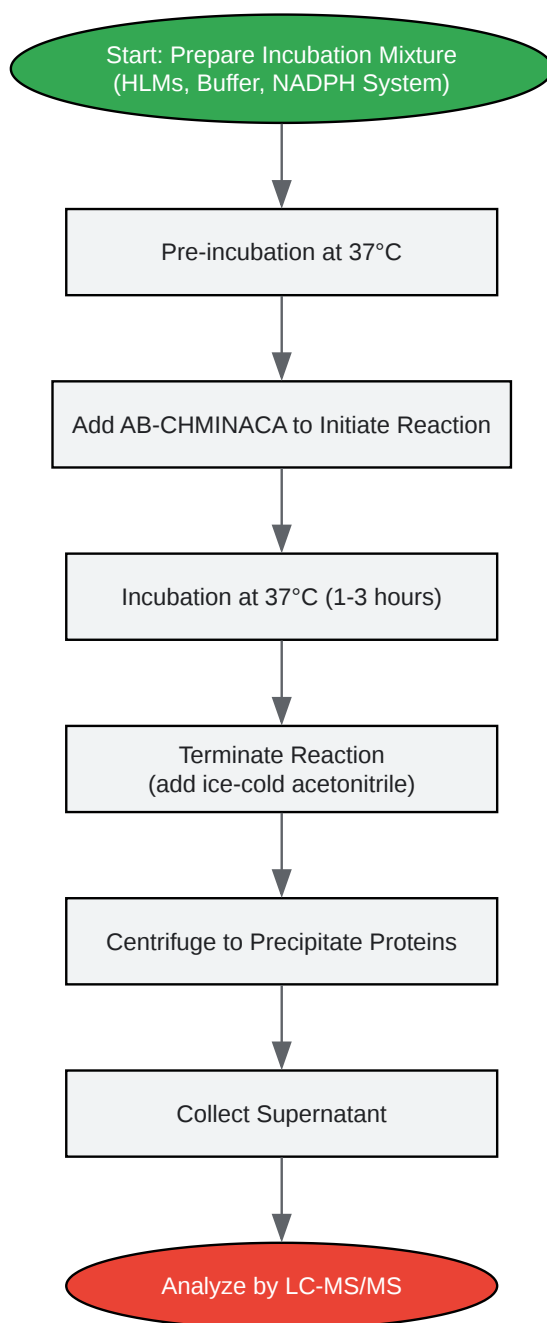 Start: Prepare Incubation Mixture
(HLMs, Buffer, NADPH System)
Pre-incubation at 37°C
Add AB-CHMINACA to Initiate Reaction
Incubation at 37°C (1-3 hours)
Terminate Reaction
(add ice-cold acetonitrile)
Centrifuge to Precipitate Proteins
Collect Supernatant
Analyze by LC-MS/MS